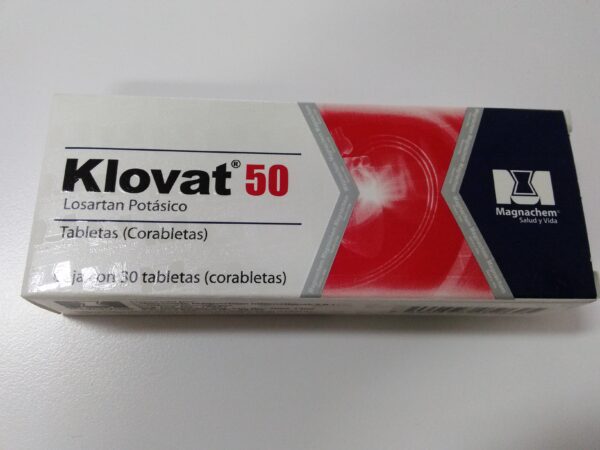 Klovat® 50
Losartan Potásico
Tabletas (Corabletas)
con 30 tabletas (corabletas)
Magnachem
Salud y Vida